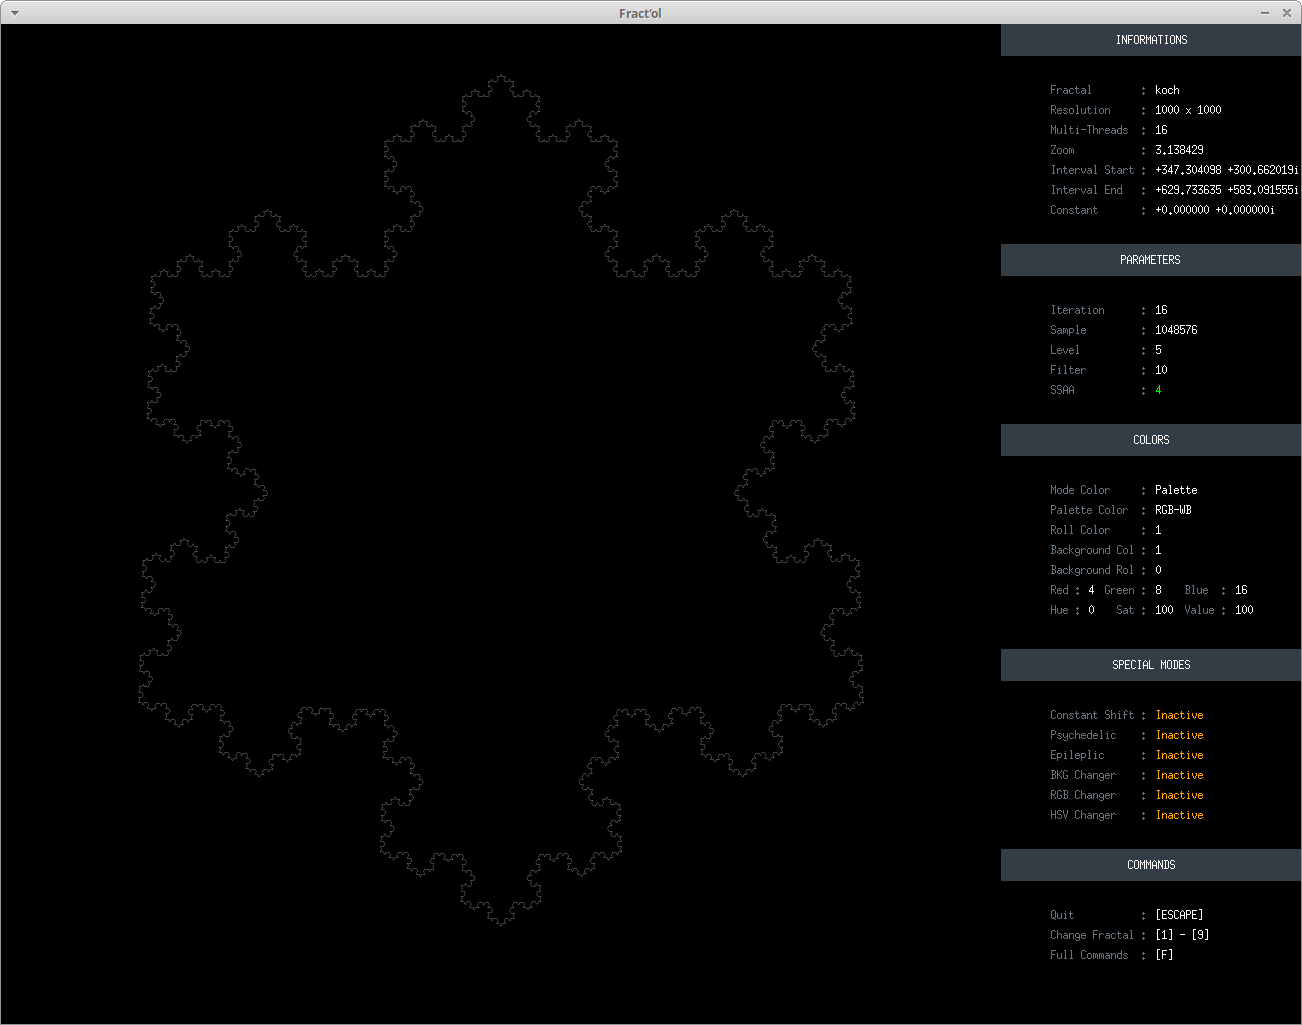 Fract'ol
INFORMATIONS
Fractal : koch
Resolution : 1000 x 1000
Multi-Threads : 16
Zoom : 3.138429
Interval Start : +347.304098 +300.662019i
Interval End : +629.733635 +583.091555i
Constant : +0.000000 +0.000000i
PARAMETERS
Iteration : 16
Sample : 1048576
Level : 5
Filter : 10
SSAA : 4
COLORS
Mode Color : Palette
Palette Color : RGB-WB
Roll Color : 1
Background Col : 1
Background Rol : 0
Red : 4 Green : 8 Blue : 16
Hue : 0 Sat : 100 Value : 100
SPECIAL MODES
Constant Shift : Inactive
Psychedelic : Inactive
Epileplic : Inactive
BKG Changer : Inactive
RGB Changer : Inactive
HSV Changer : Inactive
COMMANDS
Quit : [ESCAPE]
Change Fractal : [1] - [9]
Full Commands : [F]